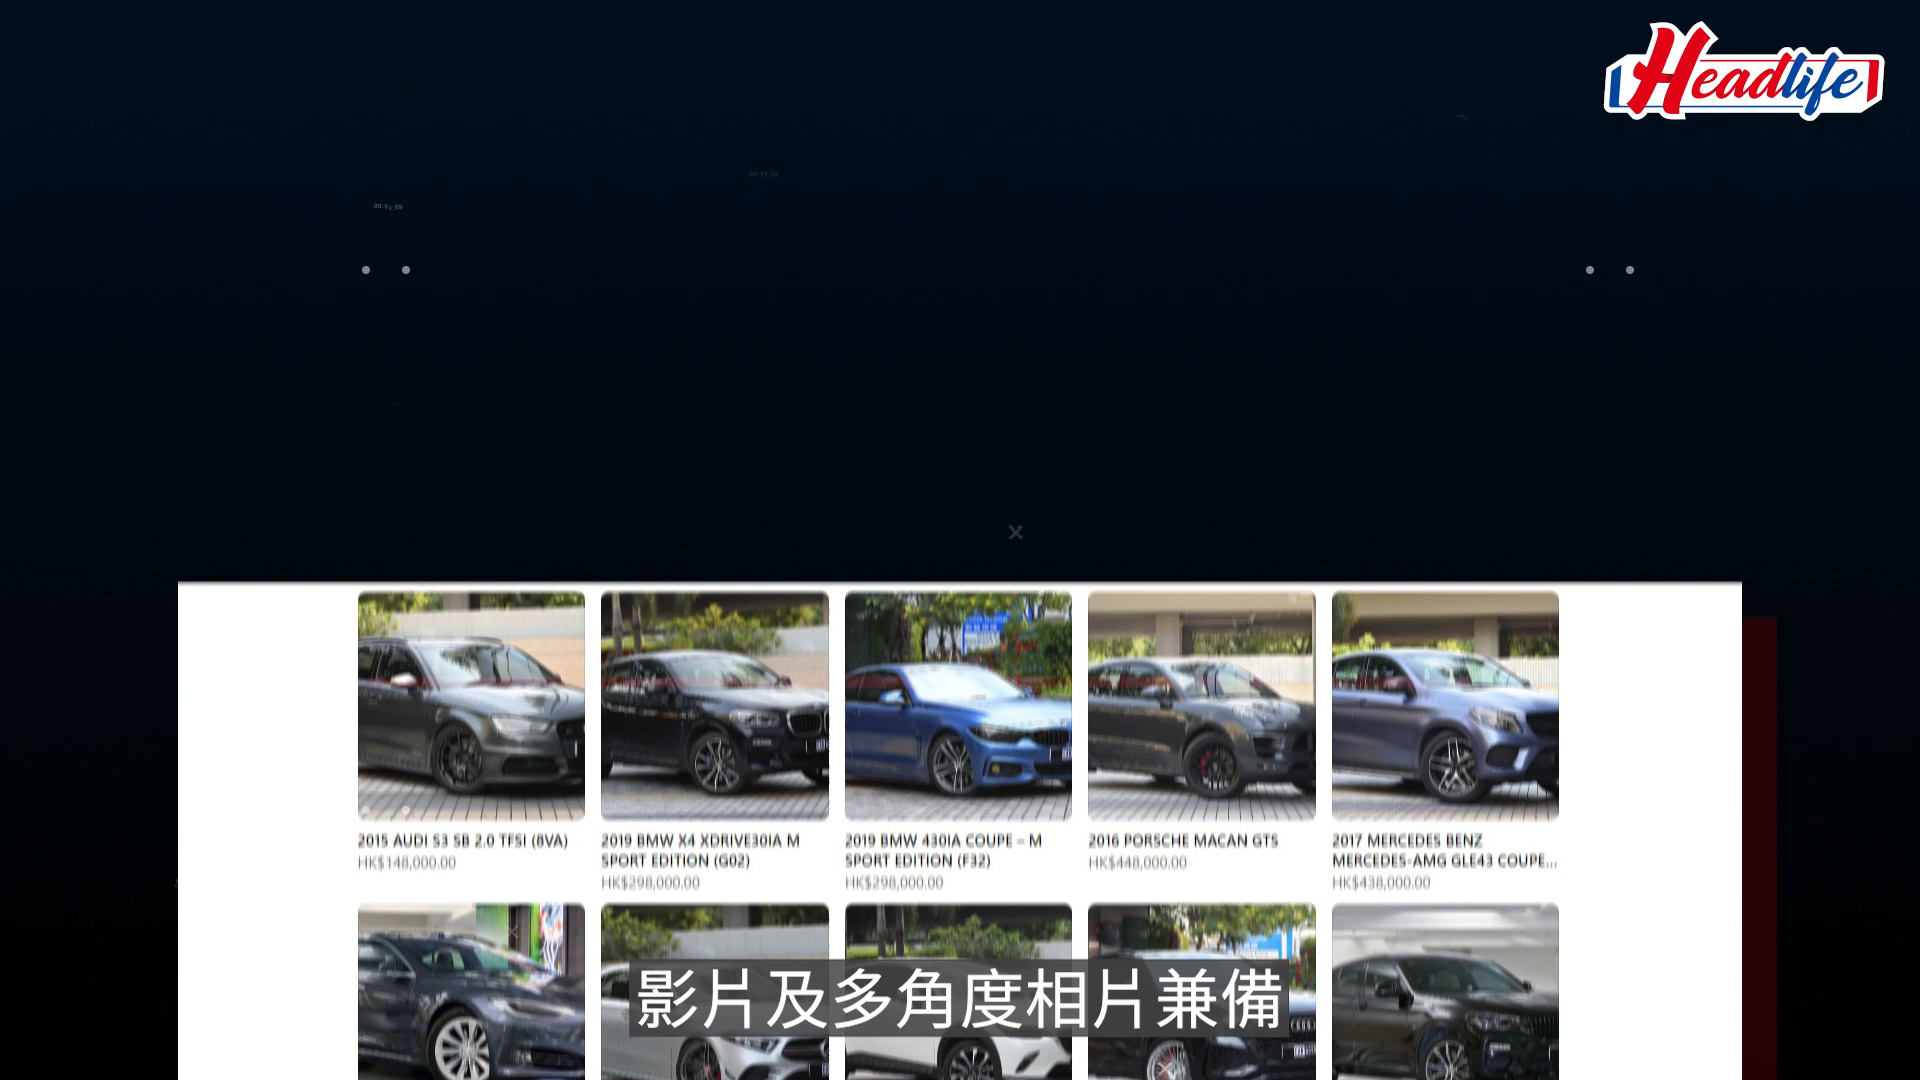 Headlife
2015 AUDI S3 SB 2.0 TFSI (8VA)
HK$148,000.00
2019 BMW X4 XDRIVE30IA M
SPORT EDITION (G02)
HK$298,000.00
2019 BMW 430IA COUPE – M
SPORT EDITION (F32)
HK$298,000.00
2016 PORSCHE MACAN GTS
HK$448,000.00
2017 MERCEDES BENZ
MERCEDES-AMG GLE43 COUPE...
HK$438,000.00
影片及多角度相片兼備